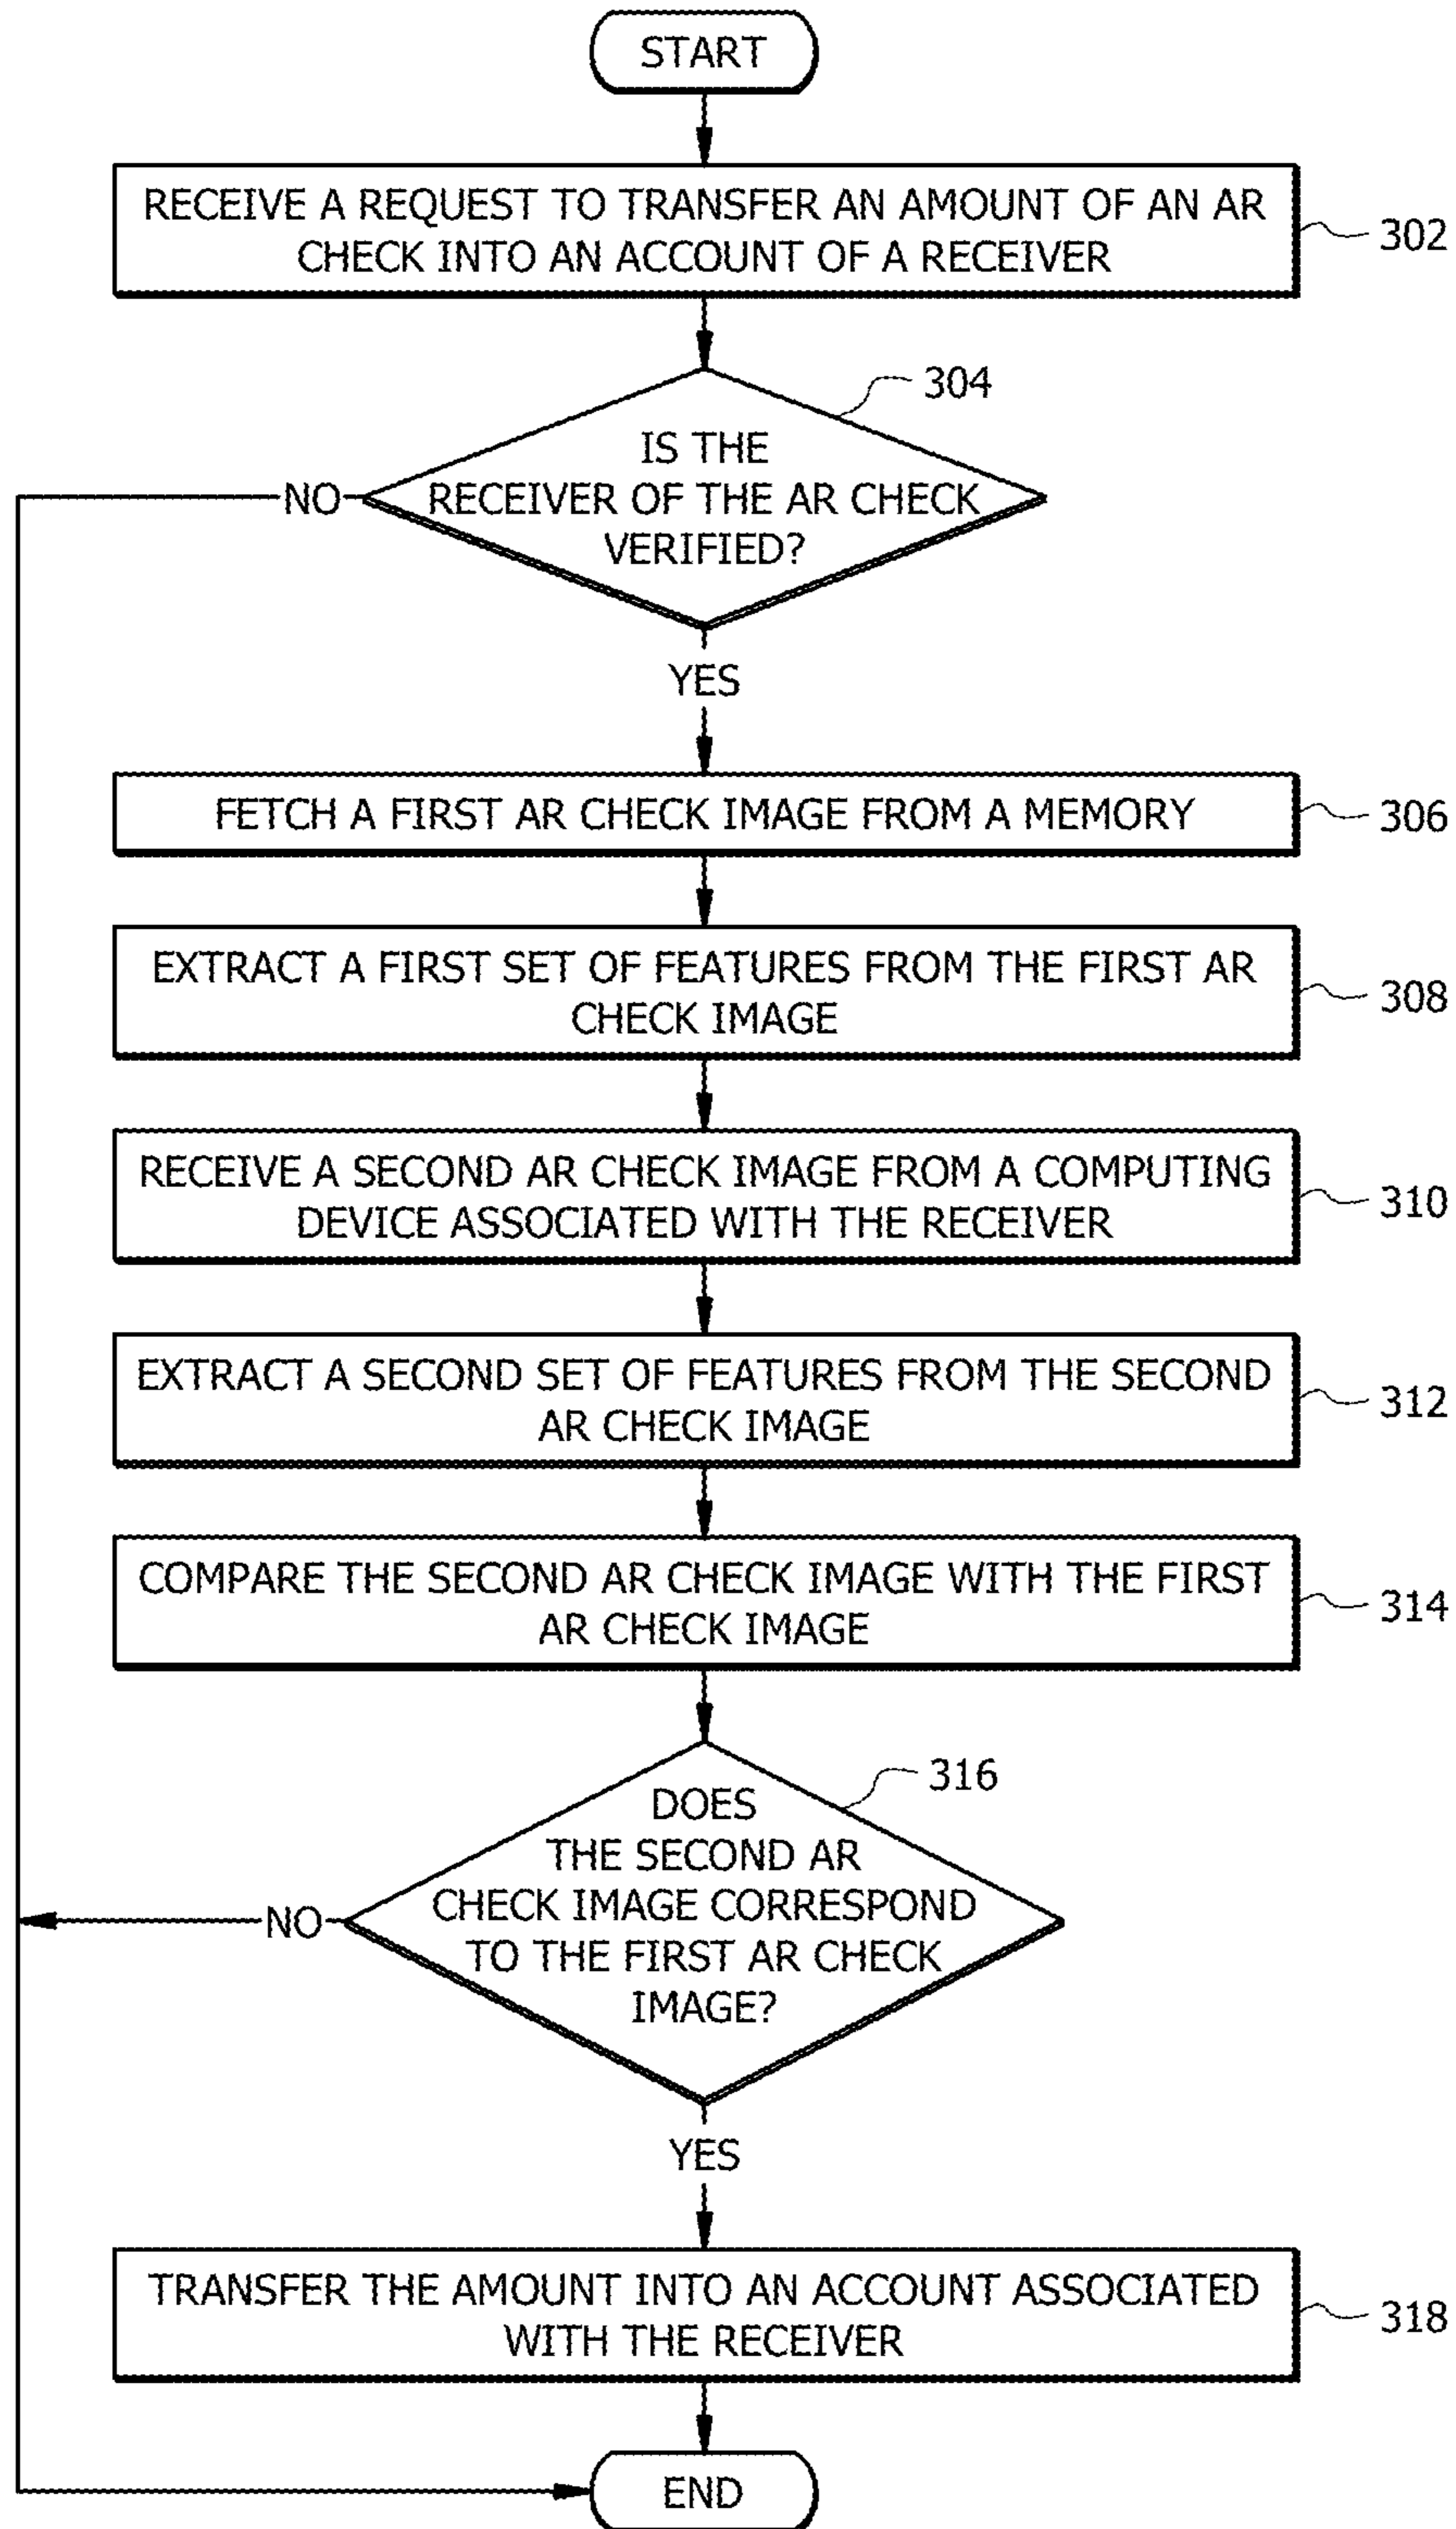 START
RECEIVE A REQUEST TO TRANSFER AN AMOUNT OF AN AR
CHECK INTO AN ACCOUNT OF A RECEIVER
302
304
IS THE
RECEIVER OF THE AR CHECK
VERIFIED?
NO
YES
FETCH A FIRST AR CHECK IMAGE FROM A MEMORY
306
EXTRACT A FIRST SET OF FEATURES FROM THE FIRST AR
CHECK IMAGE
308
RECEIVE A SECOND AR CHECK IMAGE FROM A COMPUTING
DEVICE ASSOCIATED WITH THE RECEIVER
310
EXTRACT A SECOND SET OF FEATURES FROM THE SECOND
AR CHECK IMAGE
312
COMPARE THE SECOND AR CHECK IMAGE WITH THE FIRST
AR CHECK IMAGE
314
316
DOES
THE SECOND AR
CHECK IMAGE CORRESPOND
TO THE FIRST AR CHECK
IMAGE?
NO
YES
TRANSFER THE AMOUNT INTO AN ACCOUNT ASSOCIATED
WITH THE RECEIVER
318
END